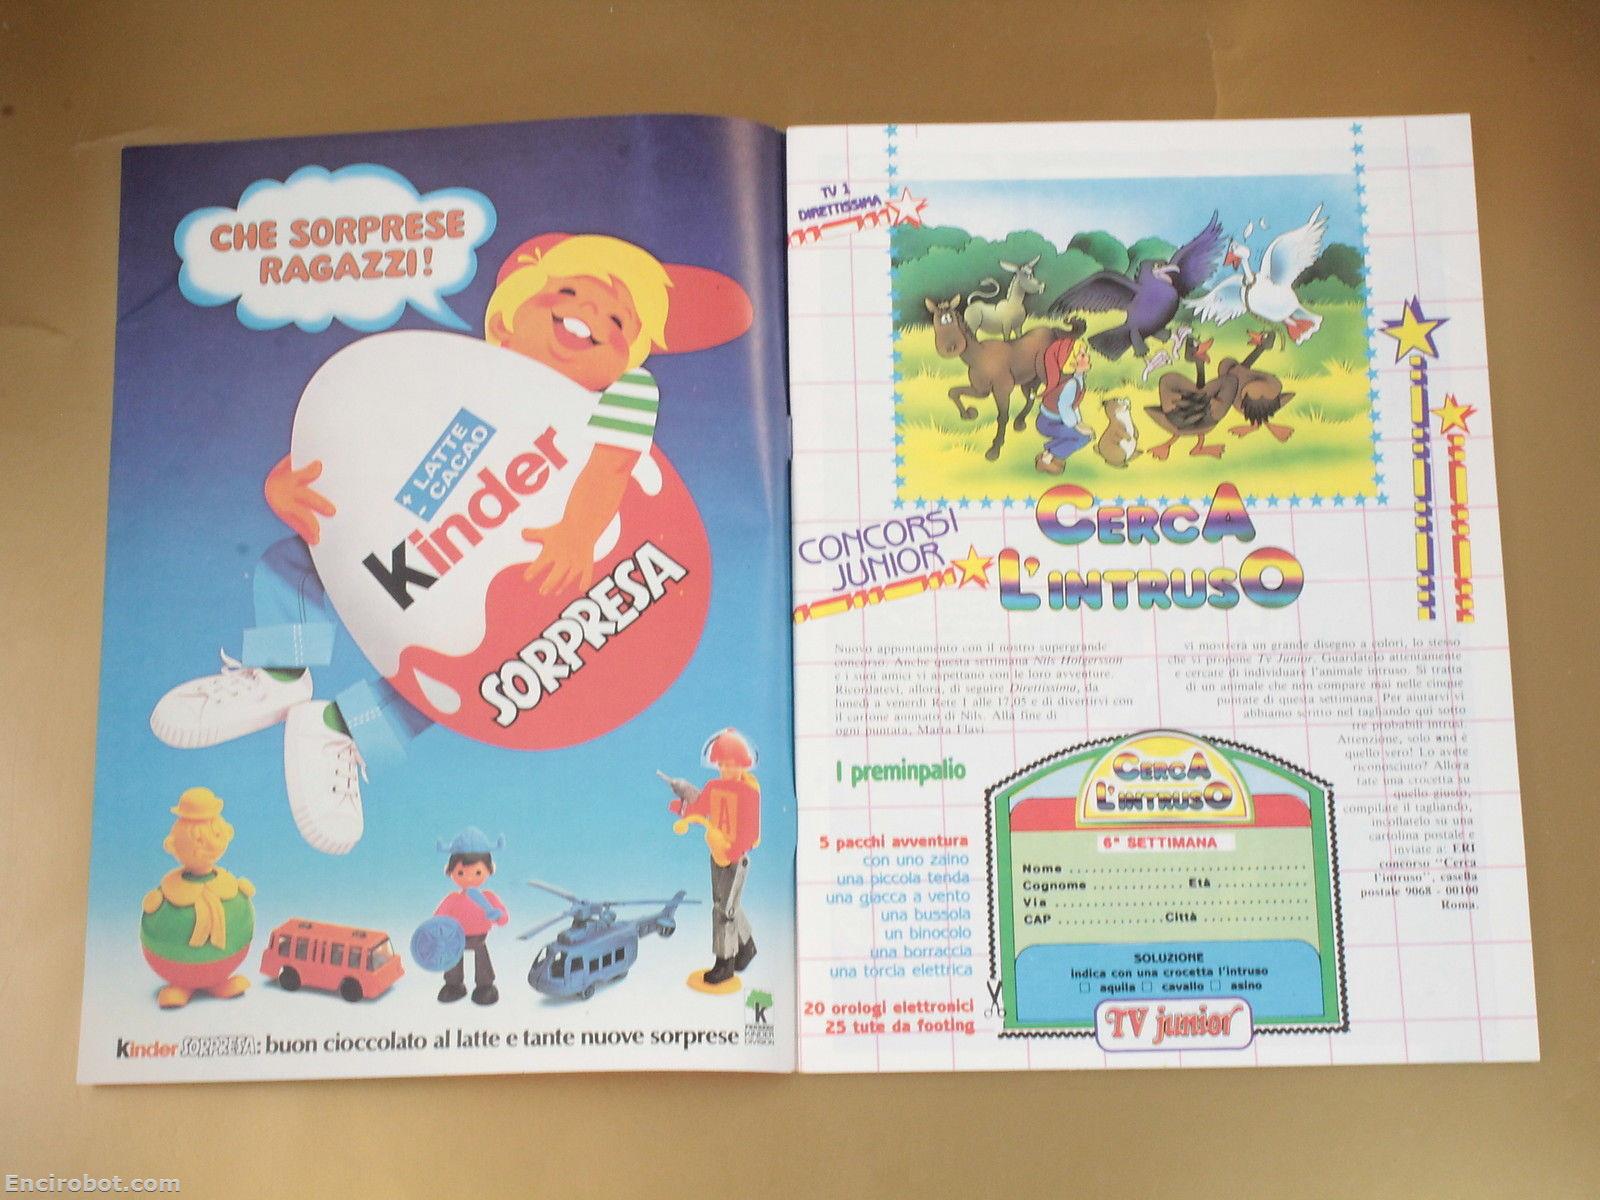 CHE SORPRESE
RAGAZZI!
+ LATTE
- CACAO
kinder
SORPRESA
A
kinder SORPRESA: buon cioccolato al latte e tante nuove sorprese
K
KINDER
DIVISION
TV 1
DIRETTISSIMA
CONCORSI
JUNIOR
CERCA
L'INTRUSO
Nuovo appuntamento con il nostro supergrande
concorso. Anche questa settimana Nils Holgersson
e i suoi amici vi aspettano con le loro avventure.
Ricordatevi, allora, di seguire Direttissima, da
lunedì a venerdì Rete 1 alle 17,05 e di divertirvi con
il cartone animato di Nils. Alla fine di
ogni puntata, Marta Flavi
vi mostrerà un grande disegno a colori, lo stesso
che vi propone Tv Junior. Guardatelo attentamente
e cercate di individuare l'animale intruso. Si tratta
di un animale che non compare mai nelle cinque
puntate di questa settimana. Per aiutarvi vi
abbiamo scritto nel tagliando qui sotto
tre probabili intrusi.
Attenzione, solo uno è
quello vero! Lo avete
riconosciuto? Allora
fate una crocetta su
quello giusto,
compilate il tagliando,
incollatelo su una
cartolina postale e
inviate a: ERI
concorso "Cerca
l'intruso", casella
postale 9068 - 00100
Roma.
I preminpalio
5 pacchi avventura
con uno zaino
una piccola tenda
una giacca a vento
una bussola
un binocolo
una borraccia
una torcia elettrica
20 orologi elettronici
25 tute da footing
CERCA
L'INTRUSO
6ª SETTIMANA
Nome
Cognome Età
Via
CAP Città
SOLUZIONE
indica con una crocetta l'intruso
aquila cavallo asino
TV junior
Encirobot.com